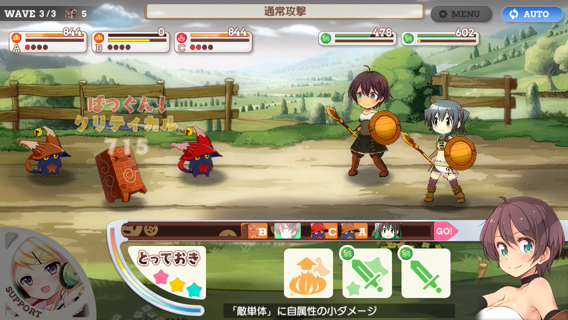 WAVE 3/3 5
通常攻撃
MENU
AUTO
A 844
B 0
C 844
478
602
ばつぐん!
クリティカル
715
B C A GO!
とっておき
SUPPORT
「敵単体」に自属性の小ダメージ